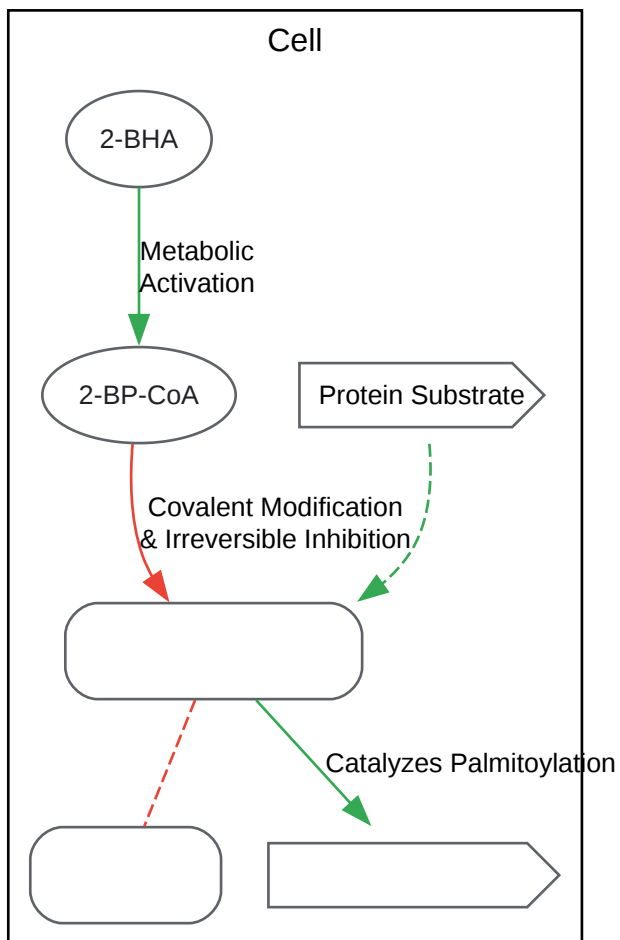 Cell
2-BHA
Metabolic
Activation
2-BP-CoA
Protein Substrate
Covalent Modification
& Irreversible Inhibition
Catalyzes Palmitoylation